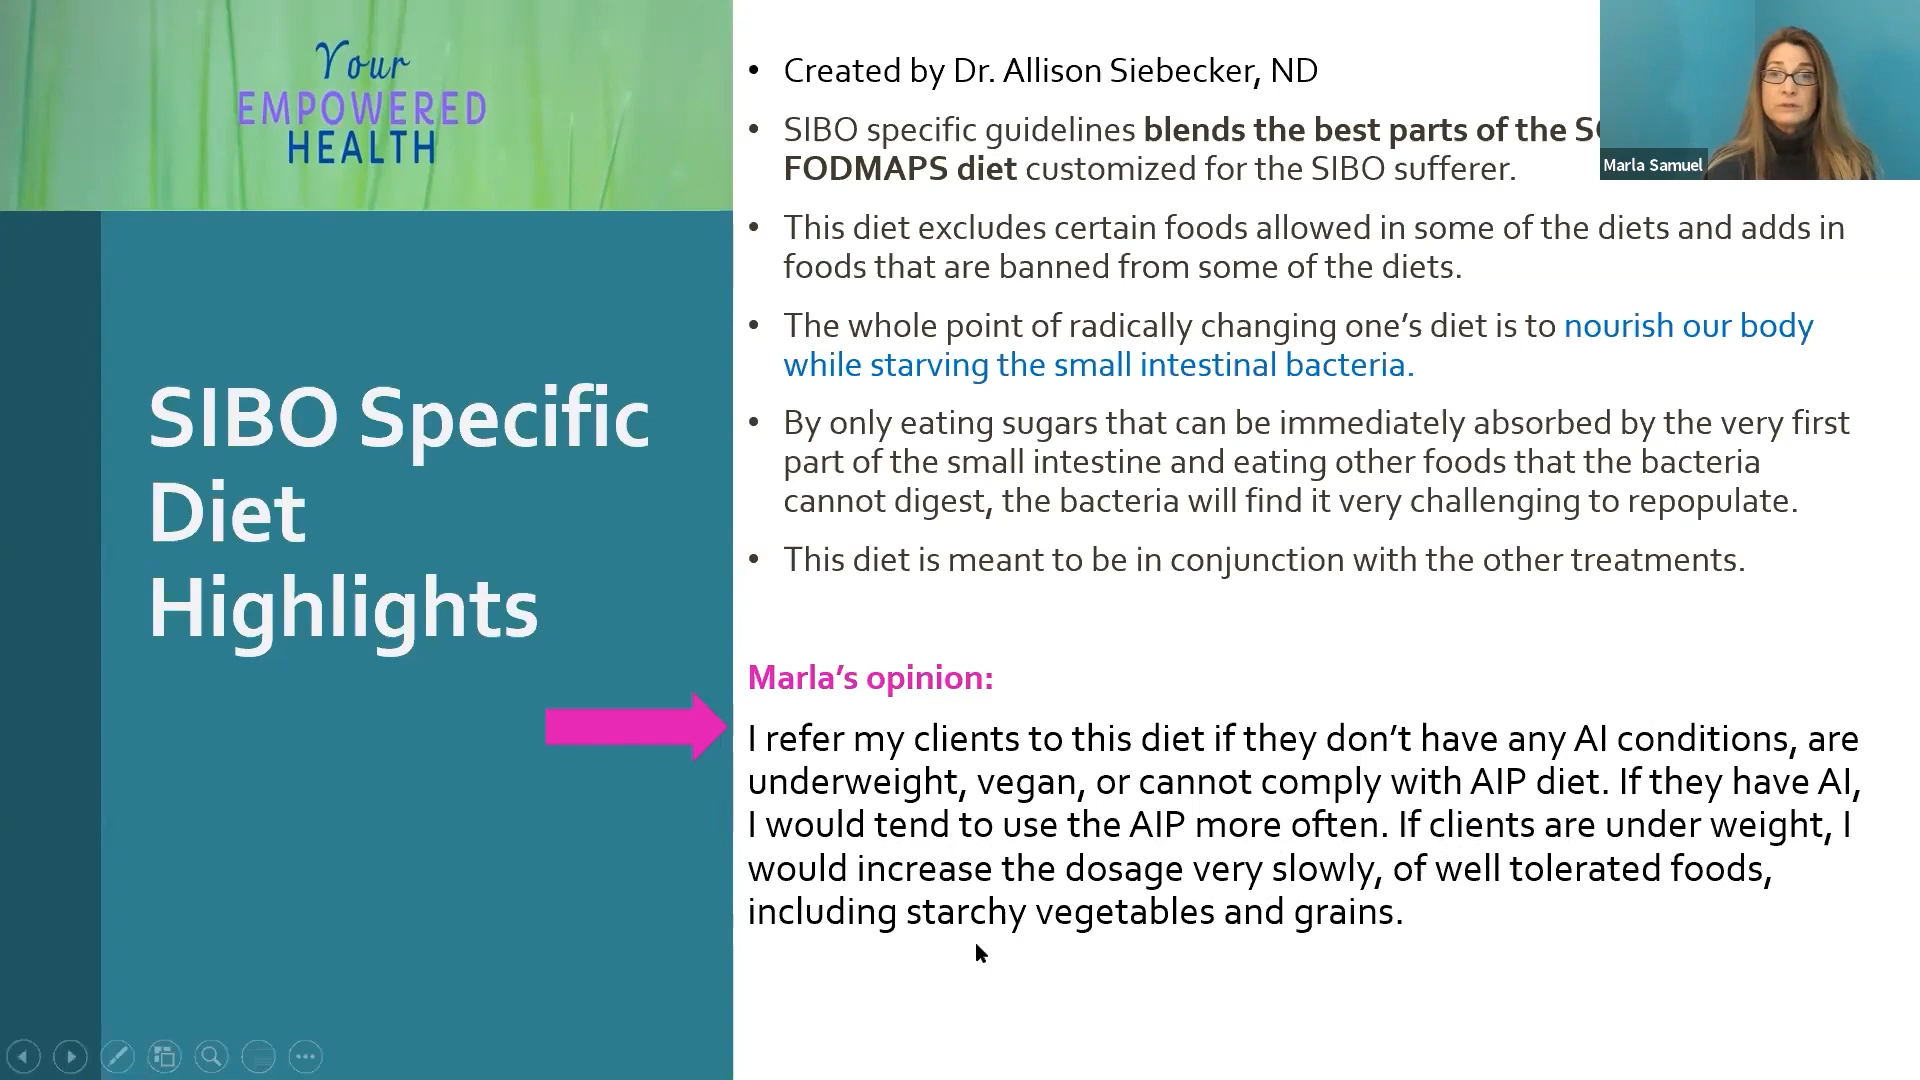 Your
EMPOWERED
HEALTH
SIBO Specific
Diet
Highlights
• Created by Dr. Allison Siebecker, ND
• SIBO specific guidelines blends the best parts of the
FODMAPS diet customized for the SIBO sufferer.
• This diet excludes certain foods allowed in some of the diets and adds in
foods that are banned from some of the diets.
• The whole point of radically changing one’s diet is to nourish our body
while starving the small intestinal bacteria.
• By only eating sugars that can be immediately absorbed by the very first
part of the small intestine and eating other foods that the bacteria
cannot digest, the bacteria will find it very challenging to repopulate.
• This diet is meant to be in conjunction with the other treatments.
Marla’s opinion:
I refer my clients to this diet if they don’t have any AI conditions, are
underweight, vegan, or cannot comply with AIP diet. If they have AI,
I would tend to use the AIP more often. If clients are under weight, I
would increase the dosage very slowly, of well tolerated foods,
including starchy vegetables and grains.
Marla Samuel